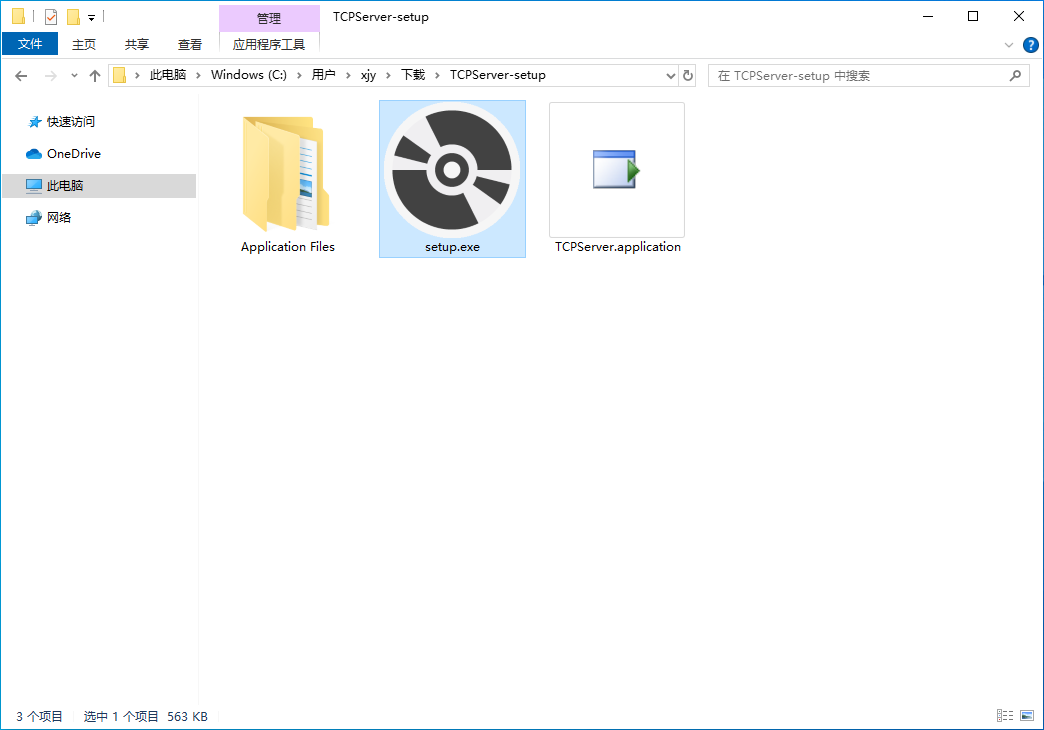 管理
TCPServer-setup
文件
主页
共享
查看
应用程序工具
此电脑 › Windows (C:) › 用户 › xjy › 下载 › TCPServer-setup
在 TCPServer-setup 中搜索
快速访问
OneDrive
此电脑
网络
Application Files
setup.exe
TCPServer.application
3 个项目
选中 1 个项目 563 KB